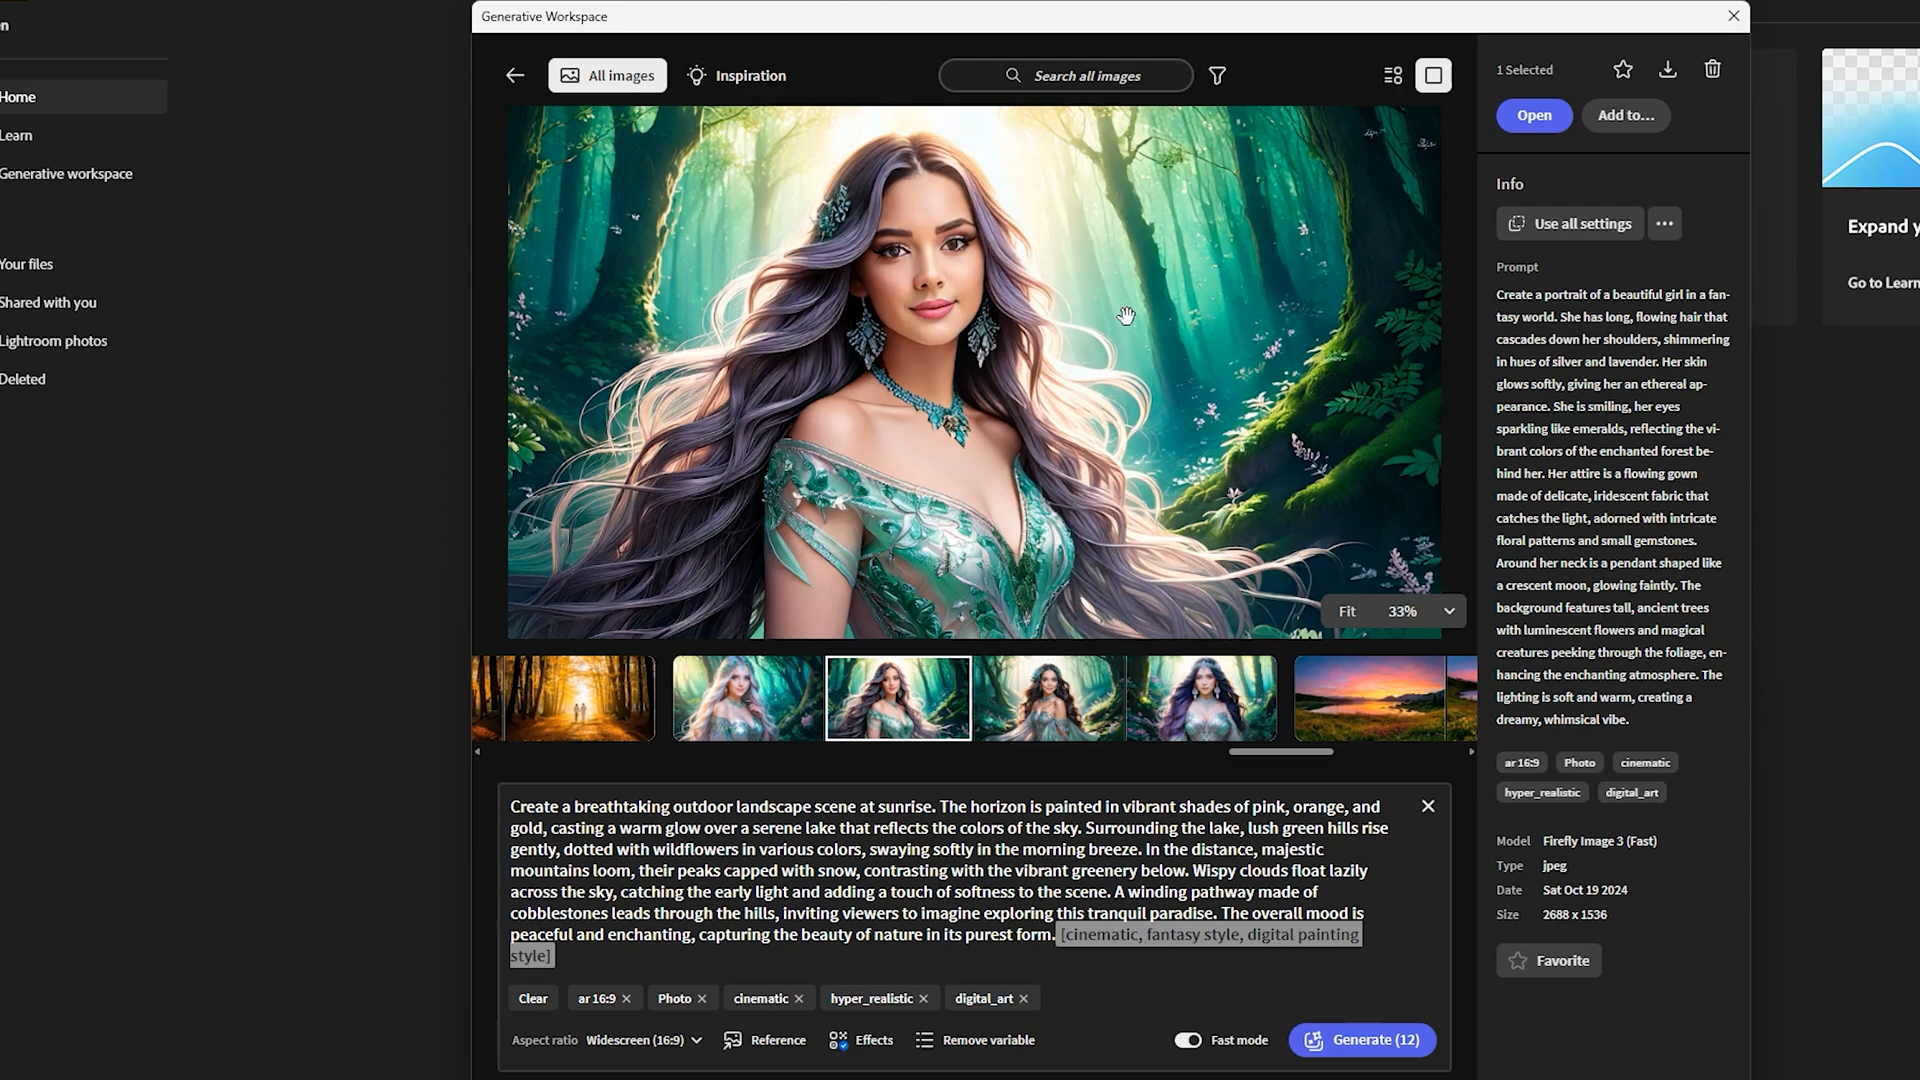 Generative Workspace
en
Home
Learn
Generative workspace
Your files
Shared with you
Lightroom photos
Deleted
All images
Inspiration
Search all images
Fit
33%
Create a breathtaking outdoor landscape scene at sunrise. The horizon is painted in vibrant shades of pink, orange, and
gold, casting a warm glow over a serene lake that reflects the colors of the sky. Surrounding the lake, lush green hills rise
gently, dotted with wildflowers in various colors, swaying softly in the morning breeze. In the distance, majestic
mountains loom, their peaks capped with snow, contrasting with the vibrant greenery below. Wispy clouds float lazily
across the sky, catching the early light and adding a touch of softness to the scene. A winding pathway made of
cobblestones leads through the hills, inviting viewers to imagine exploring this tranquil paradise. The overall mood is
peaceful and enchanting, capturing the beauty of nature in its purest form. [cinematic, fantasy style, digital painting
style]
Clear
ar 16:9
Photo
cinematic
hyper_realistic
digital_art
Aspect ratio Widescreen (16:9)
Reference
Effects
Remove variable
Fast mode
Generate (12)
1 Selected
Open
Add to...
Info
Use all settings
Prompt
Create a portrait of a beautiful girl in a fan-
tasy world. She has long, flowing hair that
cascades down her shoulders, shimmering
in hues of silver and lavender. Her skin
glows softly, giving her an ethereal ap-
pearance. She is smiling, her eyes
sparkling like emeralds, reflecting the vi-
brant colors of the enchanted forest be-
hind her. Her attire is a flowing gown
made of delicate, iridescent fabric that
catches the light, adorned with intricate
floral patterns and small gemstones.
Around her neck is a pendant shaped like
a crescent moon, glowing faintly. The
background features tall, ancient trees
with luminescent flowers and magical
creatures peeking through the foliage, en-
hancing the enchanting atmosphere. The
lighting is soft and warm, creating a
dreamy, whimsical vibe.
ar 16:9
Photo
cinematic
hyper_realistic
digital_art
Model Firefly Image 3 (Fast)
Type jpeg
Date Sat Oct 19 2024
Size 2688 x 1536
Favorite
Expand y
Go to Learn